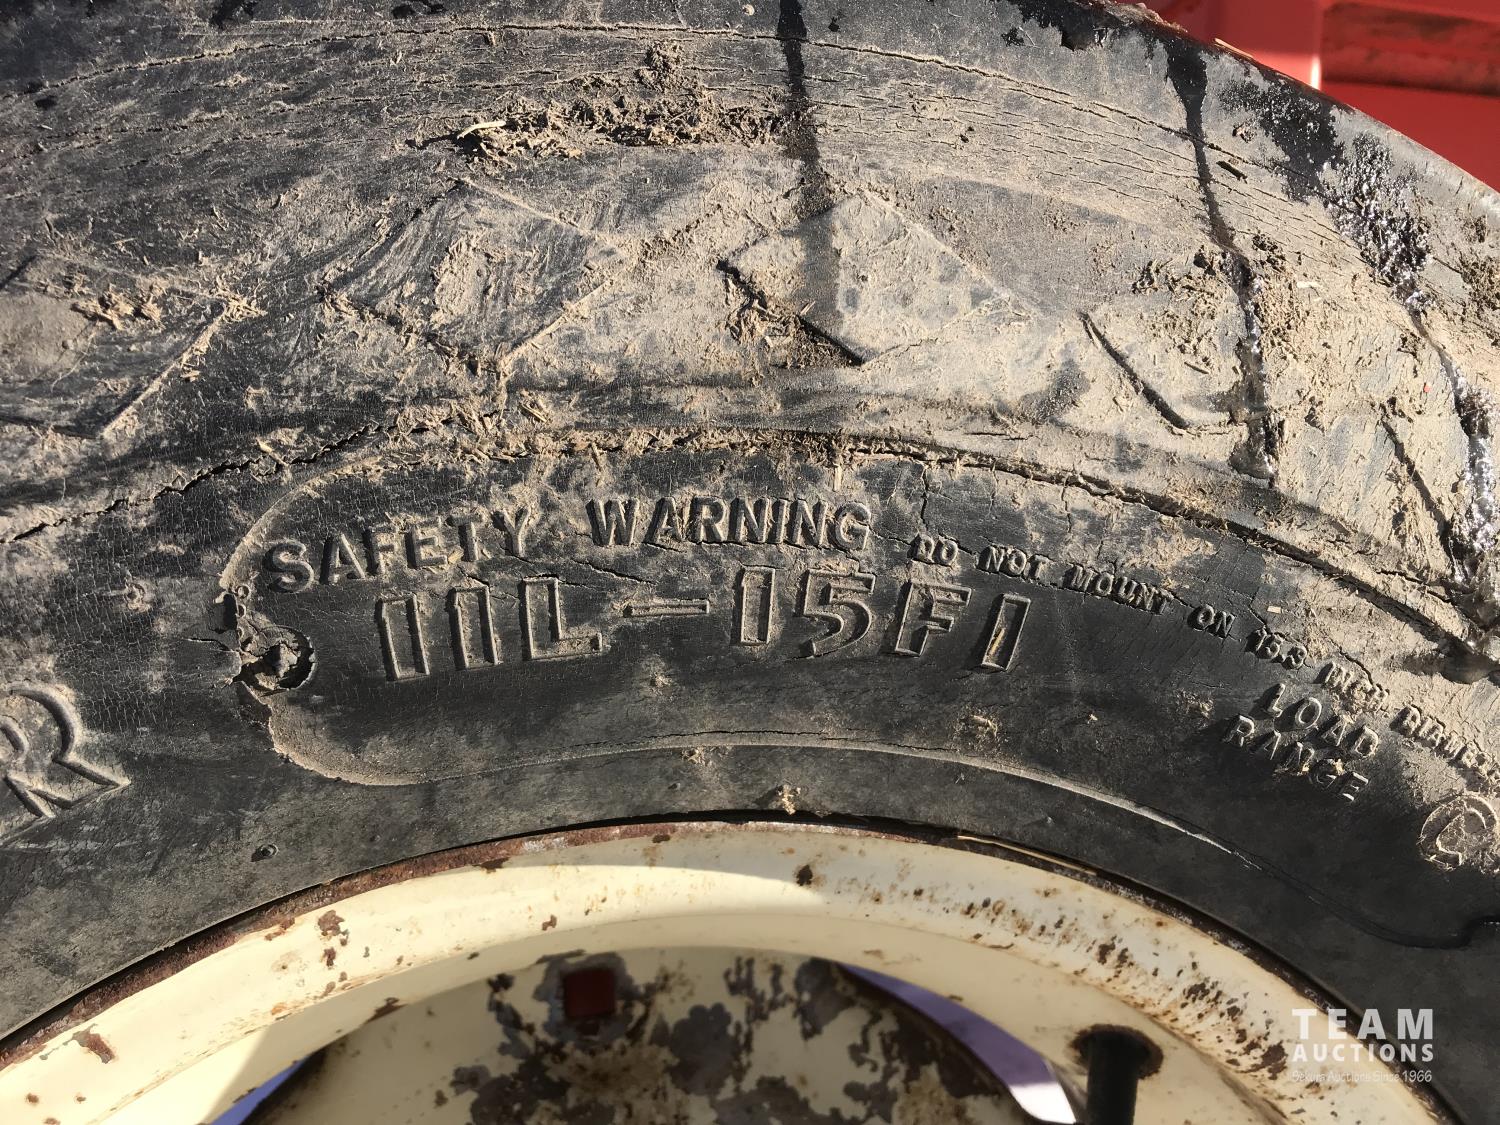 SAFETY WARNING DO NOT MOUNT ON 15.3 INCH DIAMETER
11L-15FI
LOAD
RANGE
C
R
TEAM
AUCTIONS
Sekura Auctions Since 1966